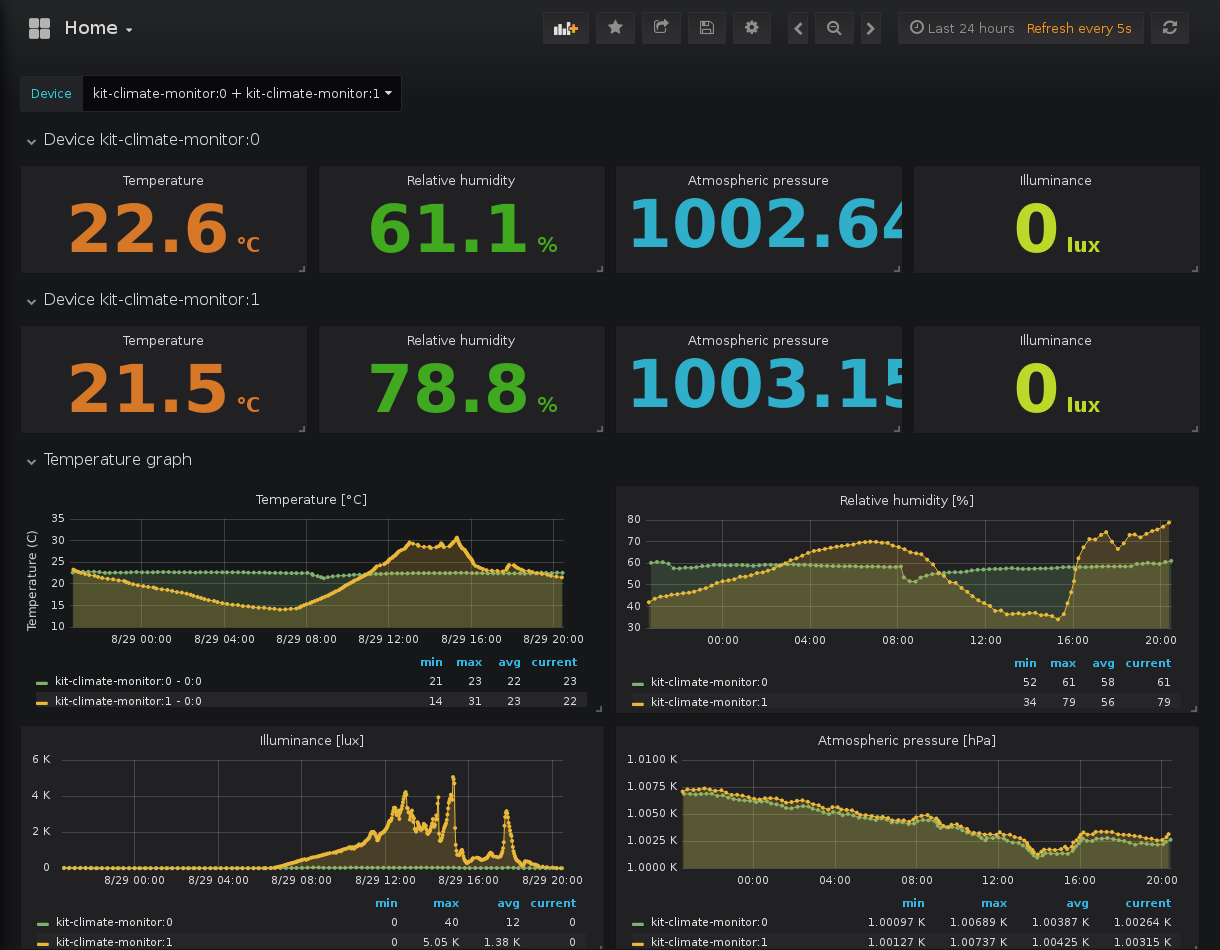 Home
Last 24 hours Refresh every 5s
Device kit-climate-monitor:0 + kit-climate-monitor:1
Device kit-climate-monitor:0
Temperature Relative humidity Atmospheric pressure Illuminance
22.6 °C 61.1 % 1002.64 0 lux
Device kit-climate-monitor:1
Temperature Relative humidity Atmospheric pressure Illuminance
21.5 °C 78.8 % 1003.15 0 lux
Temperature graph
Temperature [°C]
Temperature (C)
35
30
25
20
15
10
8/29 00:00 8/29 04:00 8/29 08:00 8/29 12:00 8/29 16:00 8/29 20:00
min max avg current
kit-climate-monitor:0 - 0:0 21 23 22 23
kit-climate-monitor:1 - 0:0 14 31 23 22
Relative humidity [%]
80
70
60
50
40
30
00:00 04:00 08:00 12:00 16:00 20:00
min max avg current
kit-climate-monitor:0 52 61 58 61
kit-climate-monitor:1 34 79 56 79
Illuminance [lux]
6 K
4 K
2 K
0
8/29 00:00 8/29 04:00 8/29 08:00 8/29 12:00 8/29 16:00 8/29 20:00
min max avg current
kit-climate-monitor:0 0 40 12 0
kit-climate-monitor:1 0 5.05 K 1.38 K 0
Atmospheric pressure [hPa]
1.0100 K
1.0075 K
1.0050 K
1.0025 K
1.0000 K
00:00 04:00 08:00 12:00 16:00 20:00
min max avg current
kit-climate-monitor:0 1.00097 K 1.00689 K 1.00387 K 1.00264 K
kit-climate-monitor:1 1.00127 K 1.00737 K 1.00425 K 1.00315 K